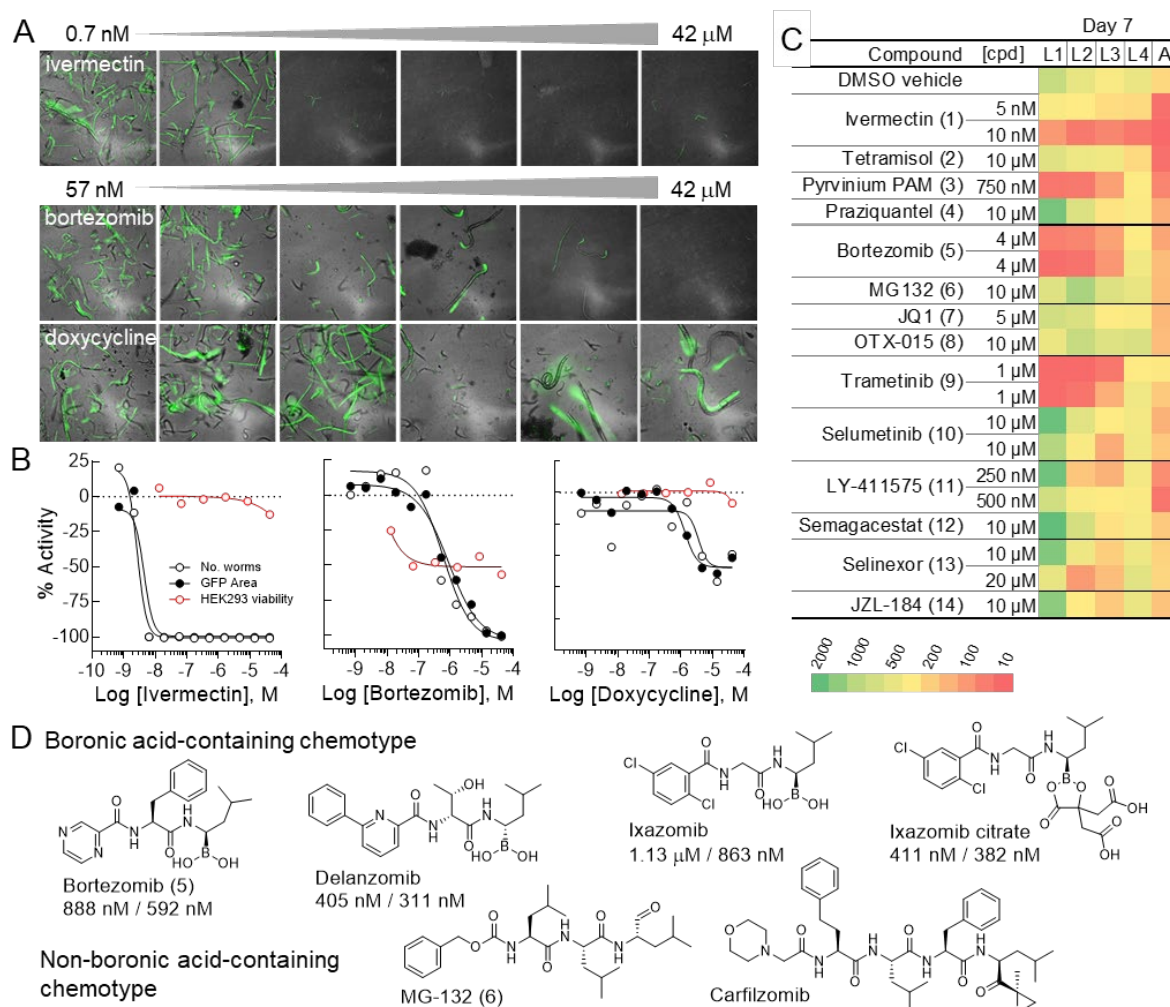 A
0.7 nM
42 μM
ivermectin
57 nM
42 μM
bortezomib
doxycycline
B
25
0
-25
-50
-75
-100
% Activity
No. worms
GFP Area
HEK293 viability
-10 -9 -8 -7 -6 -5 -4
Log [Ivermectin], M
-9 -8 -7 -6 -5 -4
Log [Bortezomib], M
-9 -8 -7 -6 -5 -4
Log [Doxycycline], M
C
Day 7
Compound [cpd] L1 L2 L3 L4 A
DMSO vehicle
Ivermectin (1) 5 nM
10 nM
Tetramisol (2) 10 μM
Pyrvinium PAM (3) 750 nM
Praziquantel (4) 10 μM
Bortezomib (5) 4 μM
4 μM
MG132 (6) 10 μM
JQ1 (7) 5 μM
OTX-015 (8) 10 μM
Trametinib (9) 1 μM
1 μM
Selumetinib (10) 10 μM
10 μM
LY-411575 (11) 250 nM
500 nM
Semagacestat (12) 10 μM
Selinexor (13) 10 μM
20 μM
JZL-184 (14) 10 μM
2000 1000 500 200 100 10
D Boronic acid-containing chemotype
Bortezomib (5)
888 nM / 592 nM
Delanzomib
405 nM / 311 nM
Ixazomib
1.13 μM / 863 nM
Ixazomib citrate
411 nM / 382 nM
Non-boronic acid-containing
chemotype
MG-132 (6)
Carfilzomib